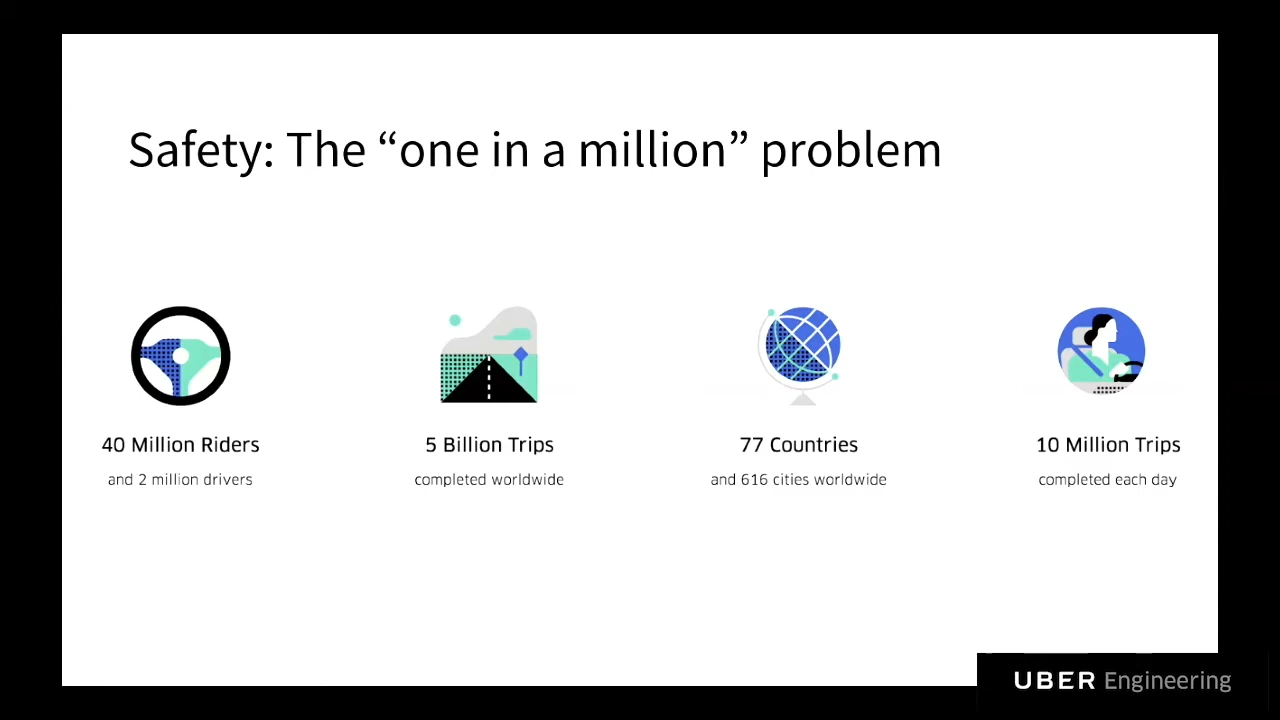 Safety: The “one in a million” problem
40 Million Riders
and 2 million drivers
5 Billion Trips
completed worldwide
77 Countries
and 616 cities worldwide
10 Million Trips
completed each day
UBER Engineering